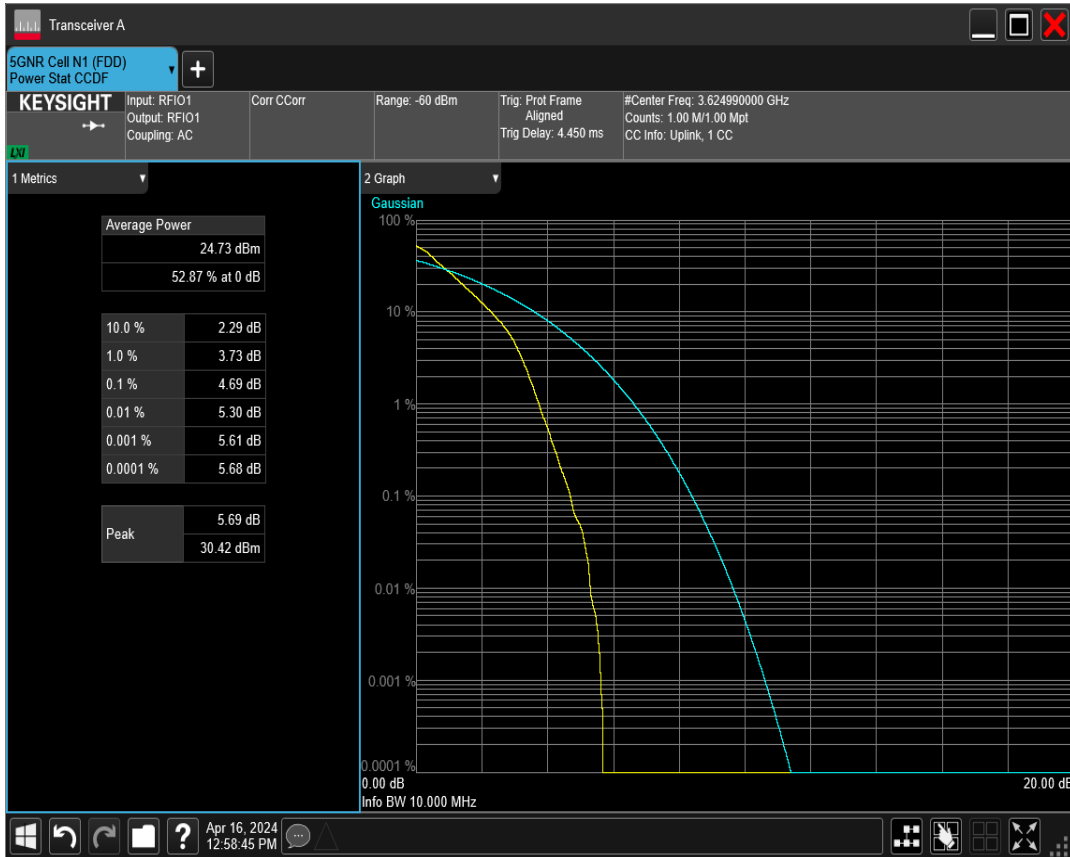 Transceiver A
5GNR Cell N1 (FDD)
Power Stat CCDF
KEYSIGHT
LXI
Input: RFIO1
Output: RFIO1
Coupling: AC
Corr CCorr
Range: -60 dBm
Trig: Prot Frame
Aligned
Trig Delay: 4.450 ms
#Center Freq: 3.624990000 GHz
Counts: 1.00 M/1.00 Mpt
CC Info: Uplink, 1 CC
1 Metrics
Average Power
24.73 dBm
52.87 % at 0 dB
10.0 % 2.29 dB
1.0 % 3.73 dB
0.1 % 4.69 dB
0.01 % 5.30 dB
0.001 % 5.61 dB
0.0001 % 5.68 dB
Peak
5.69 dB
30.42 dBm
2 Graph
Gaussian
100 %
10 %
1 %
0.1 %
0.01 %
0.001 %
0.0001 %
0.00 dB
20.00 dB
Info BW 10.000 MHz
Apr 16, 2024
12:58:45 PM